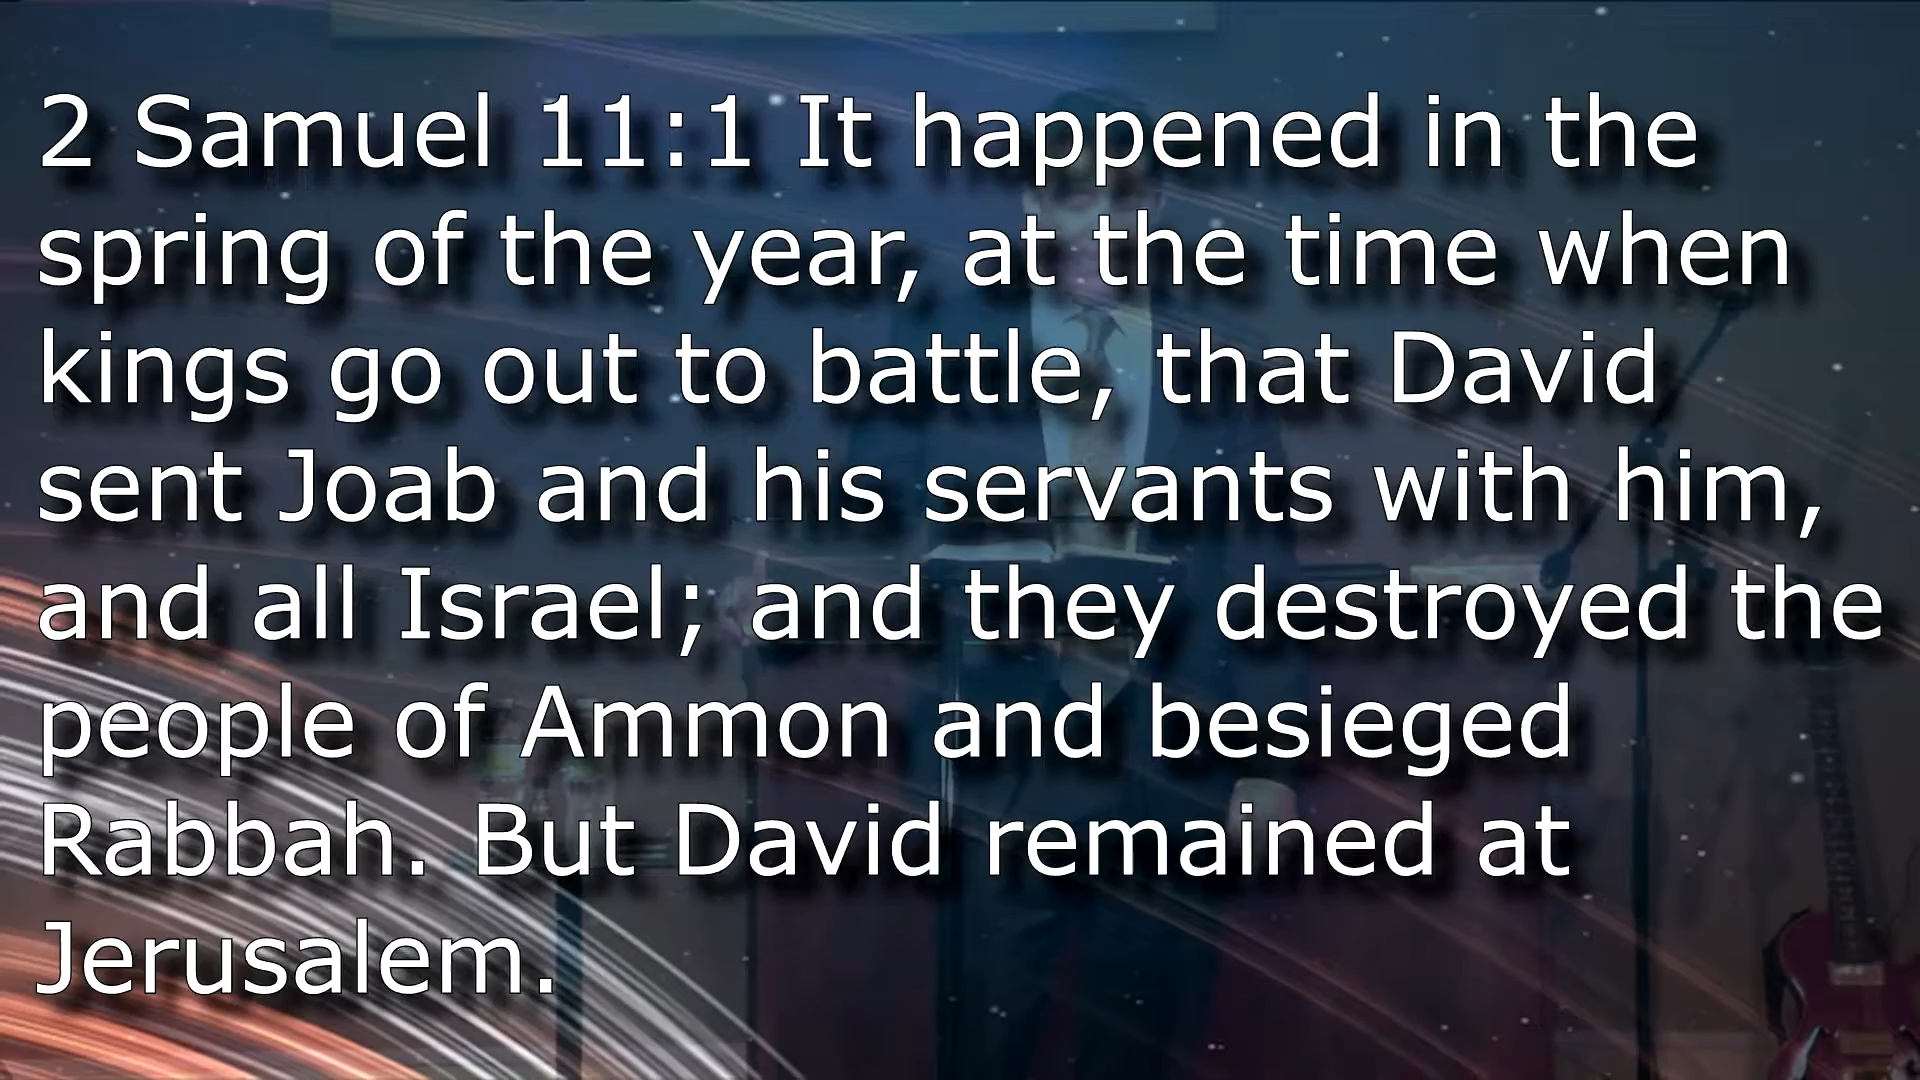 2 Samuel 11:1 It happened in the
spring of the year, at the time when
kings go out to battle, that David
sent Joab and his servants with him,
and all Israel; and they destroyed the
people of Ammon and besieged
Rabbah. But David remained at
Jerusalem.